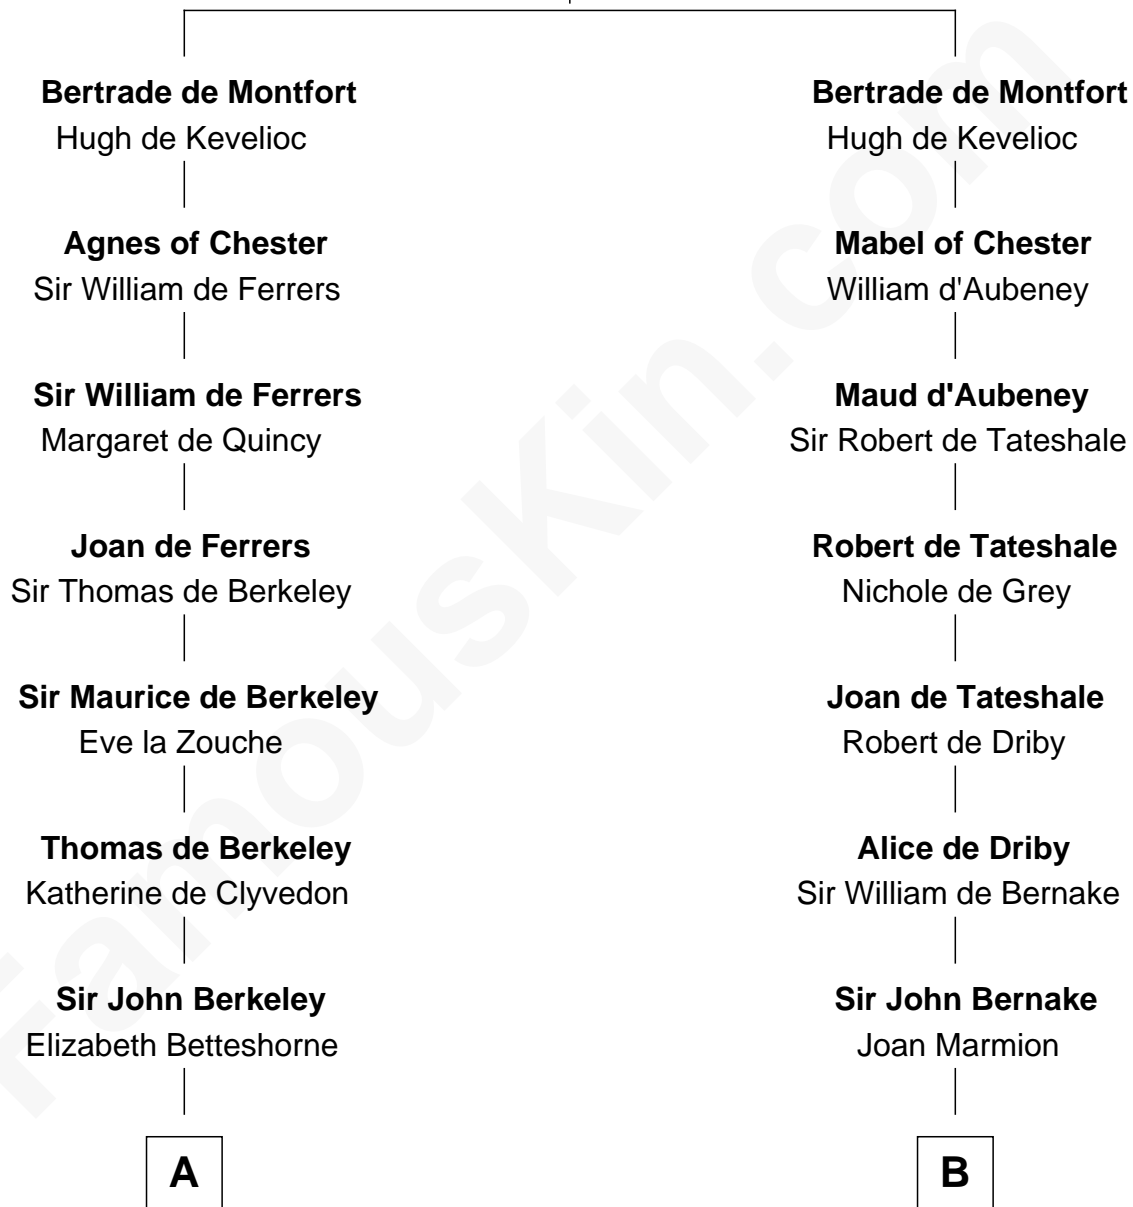 Bertrade de Montfort
Hugh de Kevelioc
Agnes of Chester
Sir William de Ferrers
Sir William de Ferrers
Margaret de Quincy
Joan de Ferrers
Sir Thomas de Berkeley
Sir Maurice de Berkeley
Eve la Zouche
Thomas de Berkeley
Katherine de Clyvedon
Sir John Berkeley
Elizabeth Betteshorne
A
Bertrade de Montfort
Hugh de Kevelioc
Mabel of Chester
William d'Aubeney
Maud d'Aubeney
Sir Robert de Tateshale
Robert de Tateshale
Nichole de Grey
Joan de Tateshale
Robert de Driby
Alice de Driby
Sir William de Bernake
Sir John Bernake
Joan Marmion
B
FamousKin.com